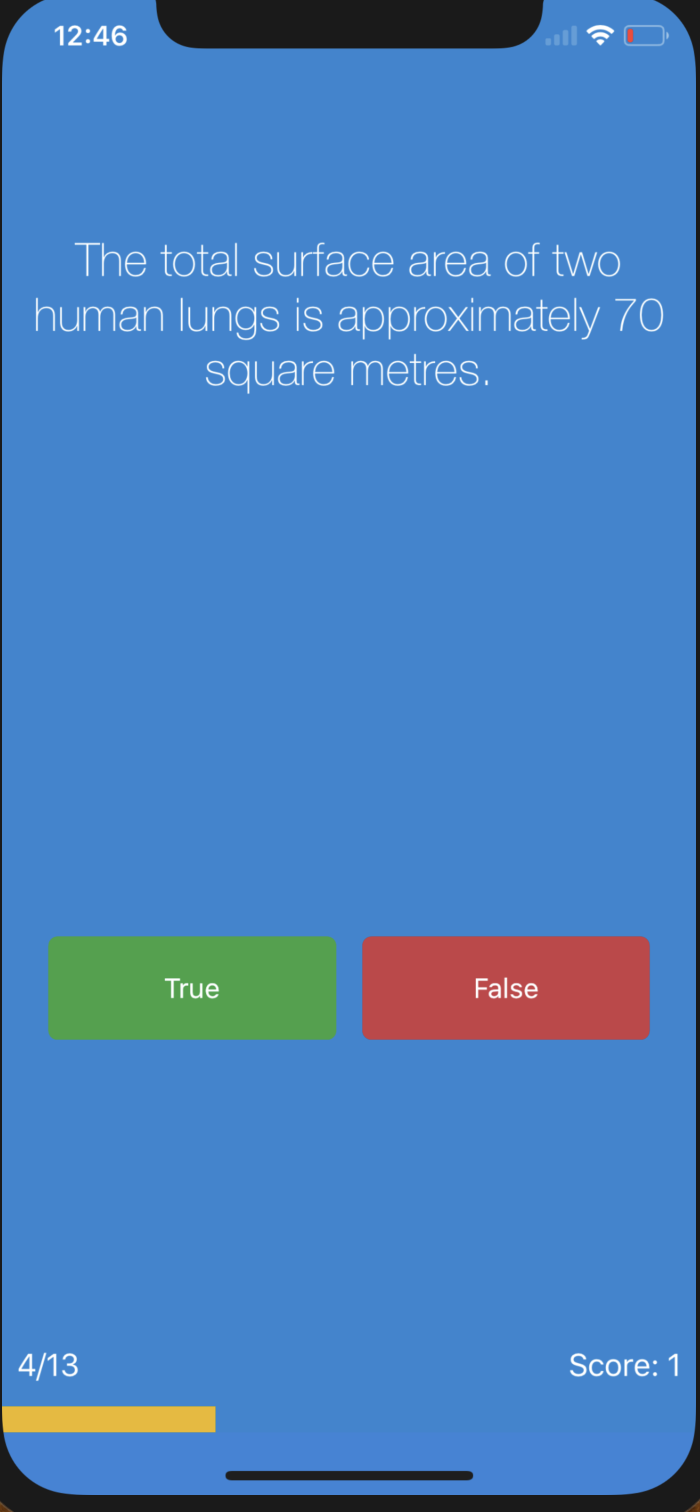 12:46
The total surface area of two
human lungs is approximately 70
square metres.
True
False
4/13
Score: 1